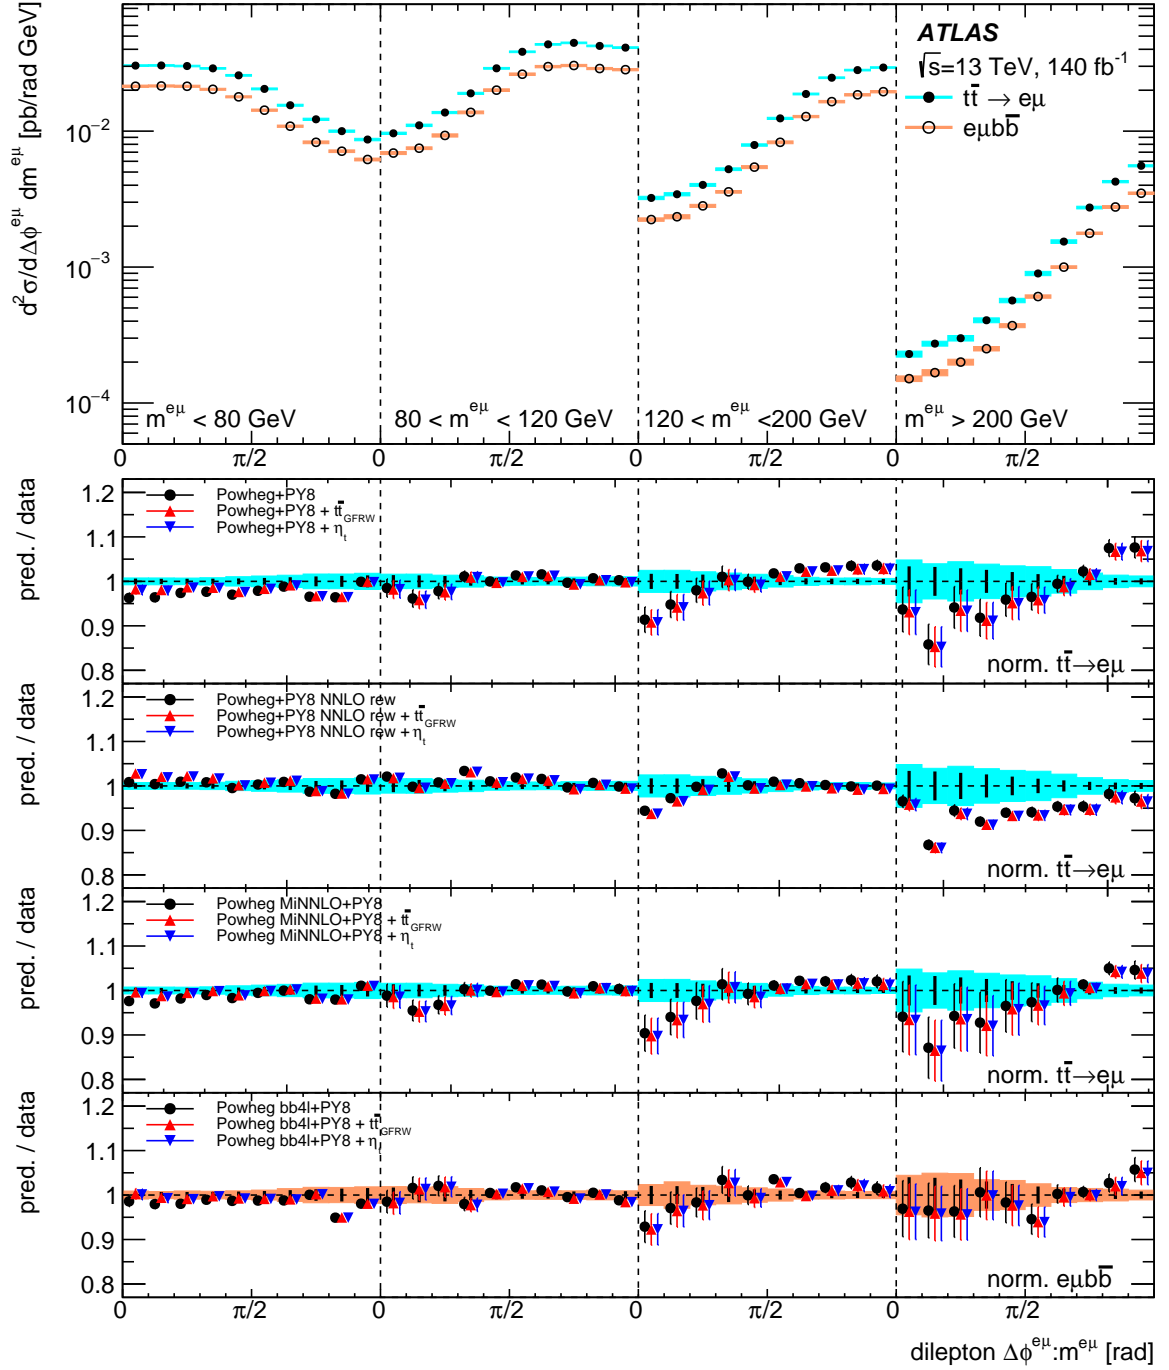 ATLAS
√s=13 TeV, 140 fb⁻¹
tt̄ → eμ
eμbb̄
d²σ/dΔϕ^eμ dm^eμ [pb/rad GeV]
10⁻²
10⁻³
10⁻⁴
m^eμ < 80 GeV
80 < m^eμ < 120 GeV
120 < m^eμ <200 GeV
m^eμ > 200 GeV
0 π/2 0 π/2 0 π/2 0 π/2
pred. / data
1.2
1.1
1
0.9
0.8
Powheg+PY8
Powheg+PY8 + tt̄_GFRW
Powheg+PY8 + η_t
norm. tt̄→eμ
pred. / data
1.2
1.1
1
0.9
0.8
Powheg+PY8 NNLO rew
Powheg+PY8 NNLO rew + tt̄_GFRW
Powheg+PY8 NNLO rew + η_t
norm. tt̄→eμ
pred. / data
1.2
1.1
1
0.9
0.8
Powheg MiNNLO+PY8
Powheg MiNNLO+PY8 + tt̄_GFRW
Powheg MiNNLO+PY8 + η_t
norm. tt̄→eμ
pred. / data
1.2
1.1
1
0.9
0.8
Powheg bb4l+PY8
Powheg bb4l+PY8 + tt̄_GFRW
Powheg bb4l+PY8 + η_t
norm. eμbb̄
0 π/2 0 π/2 0 π/2 0 π/2
dilepton Δϕ^eμ:m^eμ [rad]